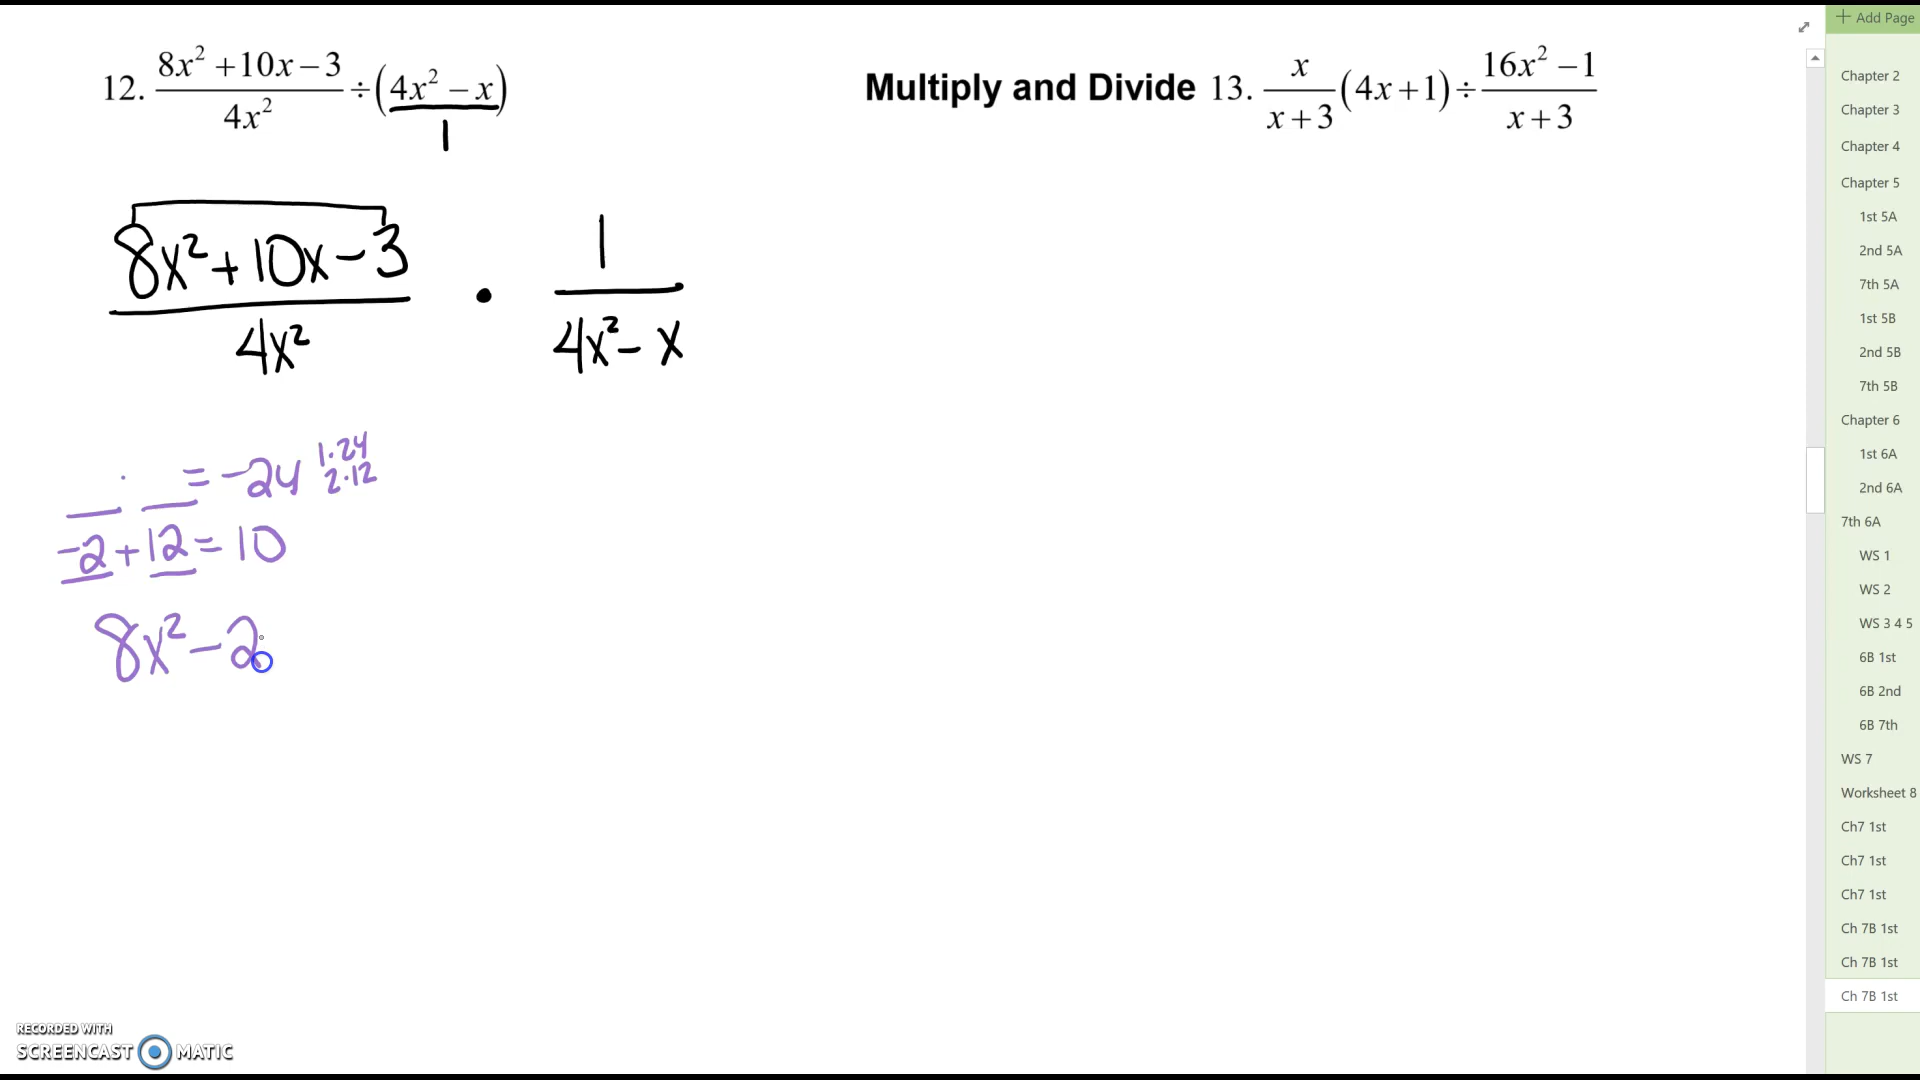 12. (8x² + 10x − 3)/(4x²) ÷ (4x² − x)
1
Multiply and Divide 13. x/(x + 3) (4x + 1) ÷ (16x² − 1)/(x + 3)
8x² + 10x − 3
4x²
·
1
4x² − x
__ · __ = −24
1·24
2·12
−2 + 12 = 10
8x² − 2
+ Add Page
Chapter 2
Chapter 3
Chapter 4
Chapter 5
1st 5A
2nd 5A
7th 5A
1st 5B
2nd 5B
7th 5B
Chapter 6
1st 6A
2nd 6A
7th 6A
WS 1
WS 2
WS 3 4 5
6B 1st
6B 2nd
6B 7th
WS 7
Worksheet 8
Ch7 1st
Ch7 1st
Ch7 1st
Ch 7B 1st
Ch 7B 1st
Ch 7B 1st
RECORDED WITH
SCREENCAST MATIC